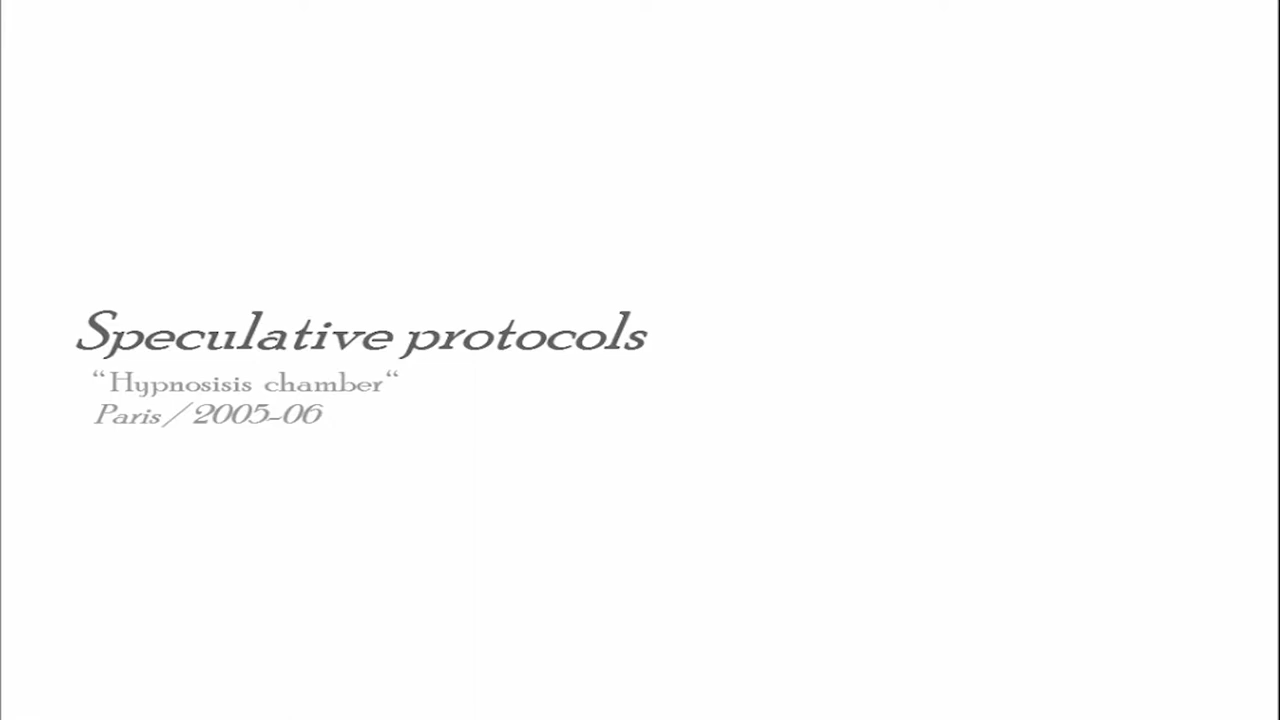 Speculative protocols
“Hypnosisis chamber“
Paris/2005-06